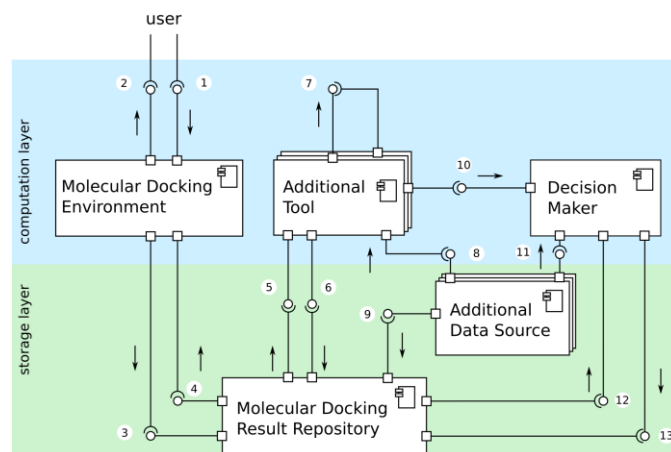 user
2
1
7
computation layer
Molecular Docking
Environment
Additional
Tool
10
Decision
Maker
8
11
storage layer
5
6
9
Additional
Data Source
4
3
Molecular Docking
Result Repository
12
13